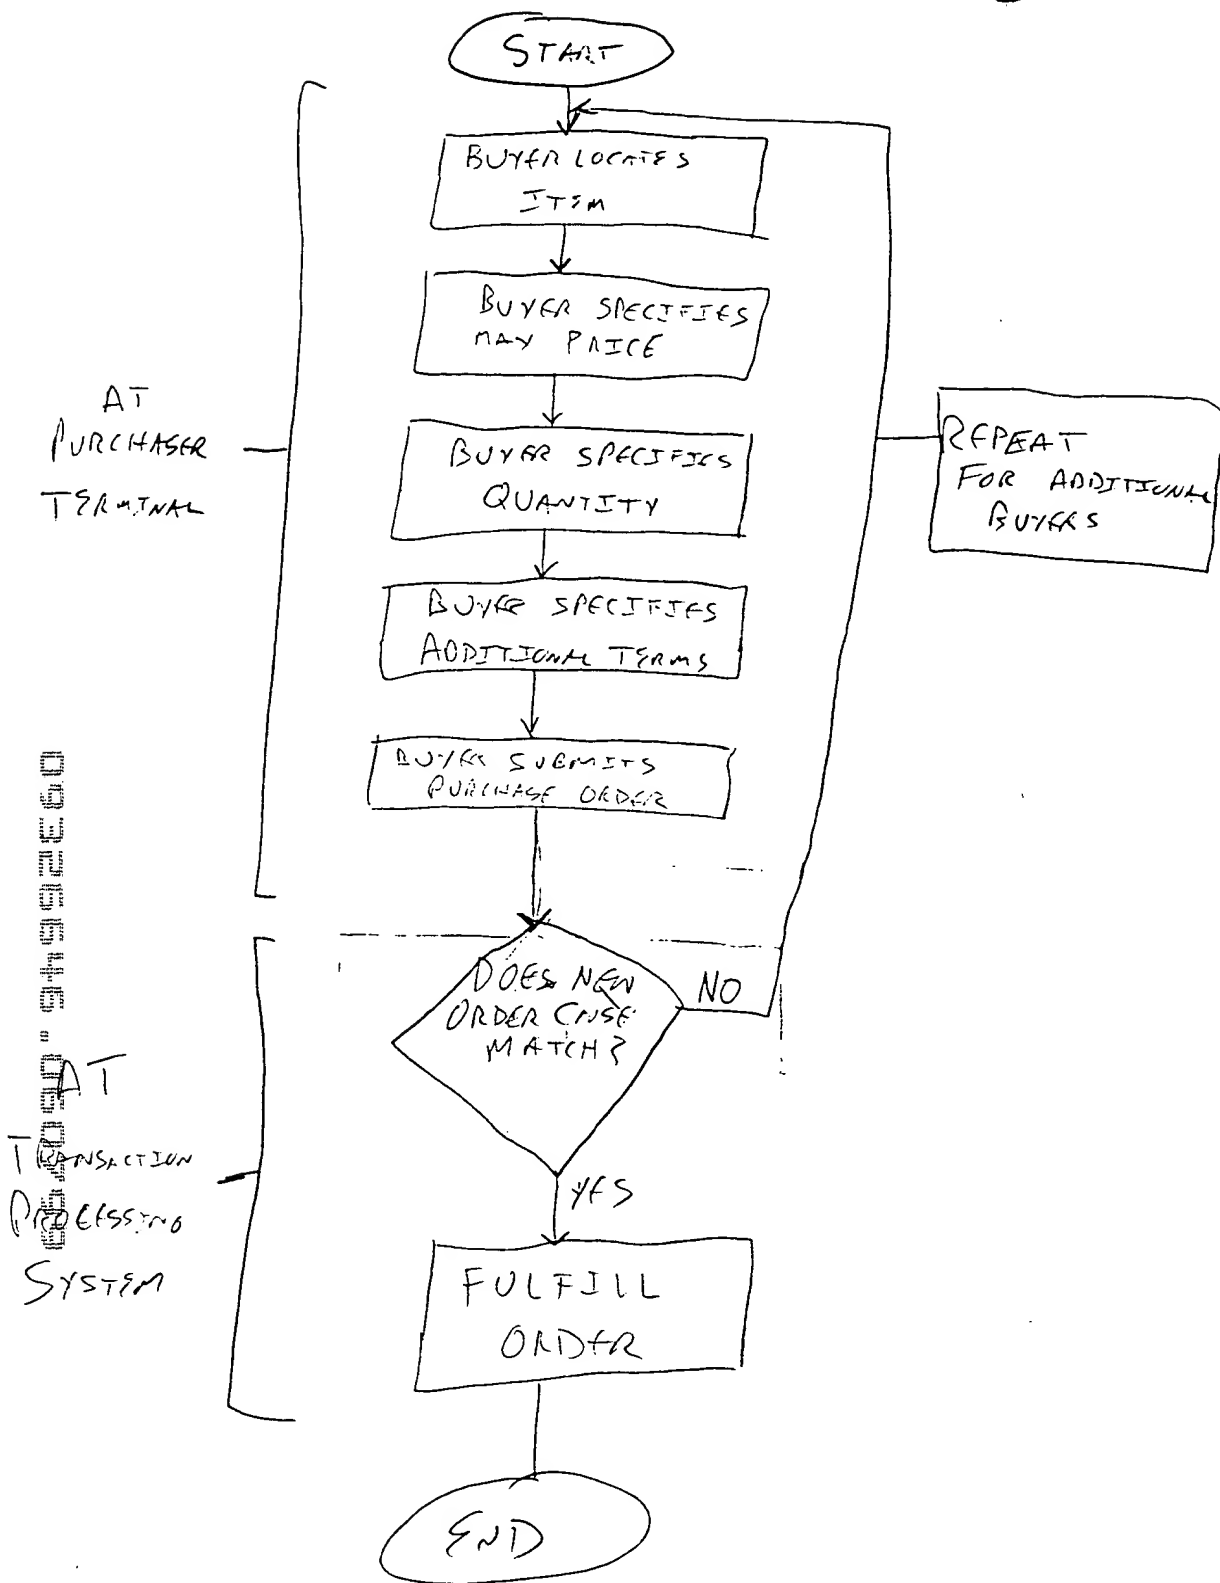 START
BUYER LOCATES
ITEM
BUYER SPECIFIES
MAX PRICE
AT
PURCHASER
TERMINAL
BUYER SPECIFIES
QUANTITY
REPEAT
FOR ADDITIONAL
BUYERS
BUYER SPECIFIES
ADDITIONAL TERMS
BUYER SUBMITS
PURCHASE ORDER
DOES NEW
ORDER
MATCH?
NO
AT
TRANSACTION
PROCESSING
SYSTEM
YES
FULFILL
ORDER
END